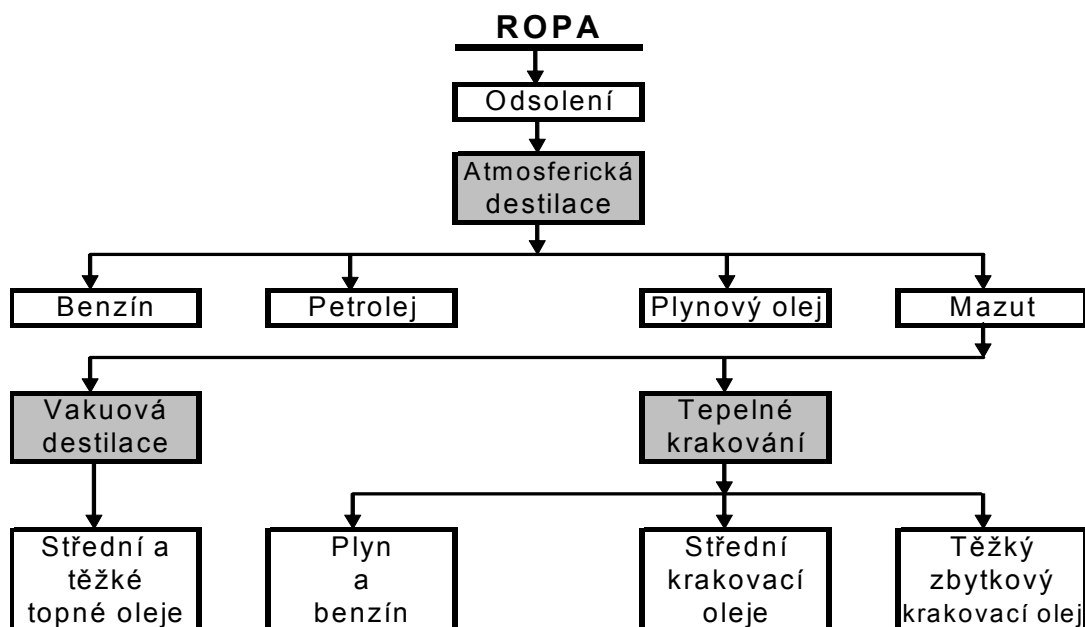 ROPA
Odsolení
Atmosferická
destilace
Benzín
Petrolej
Plynový olej
Mazut
Vakuová
destilace
Tepelné
krakování
Střední a
těžké
topné oleje
Plyn
a
benzín
Střední
krakovací
oleje
Těžký
zbytkový
krakovací olej